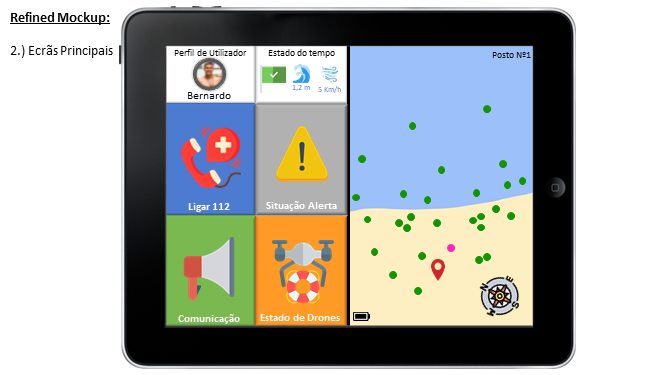 Refined Mockup:
2.) Ecrãs Principais
Perfil de Utilizador
Bernardo
Estado do tempo
1,2 m
5 Km/h
Posto Nº1
Ligar 112
Situação Alerta
Comunicação
Estado de Drones
N
E
S
W